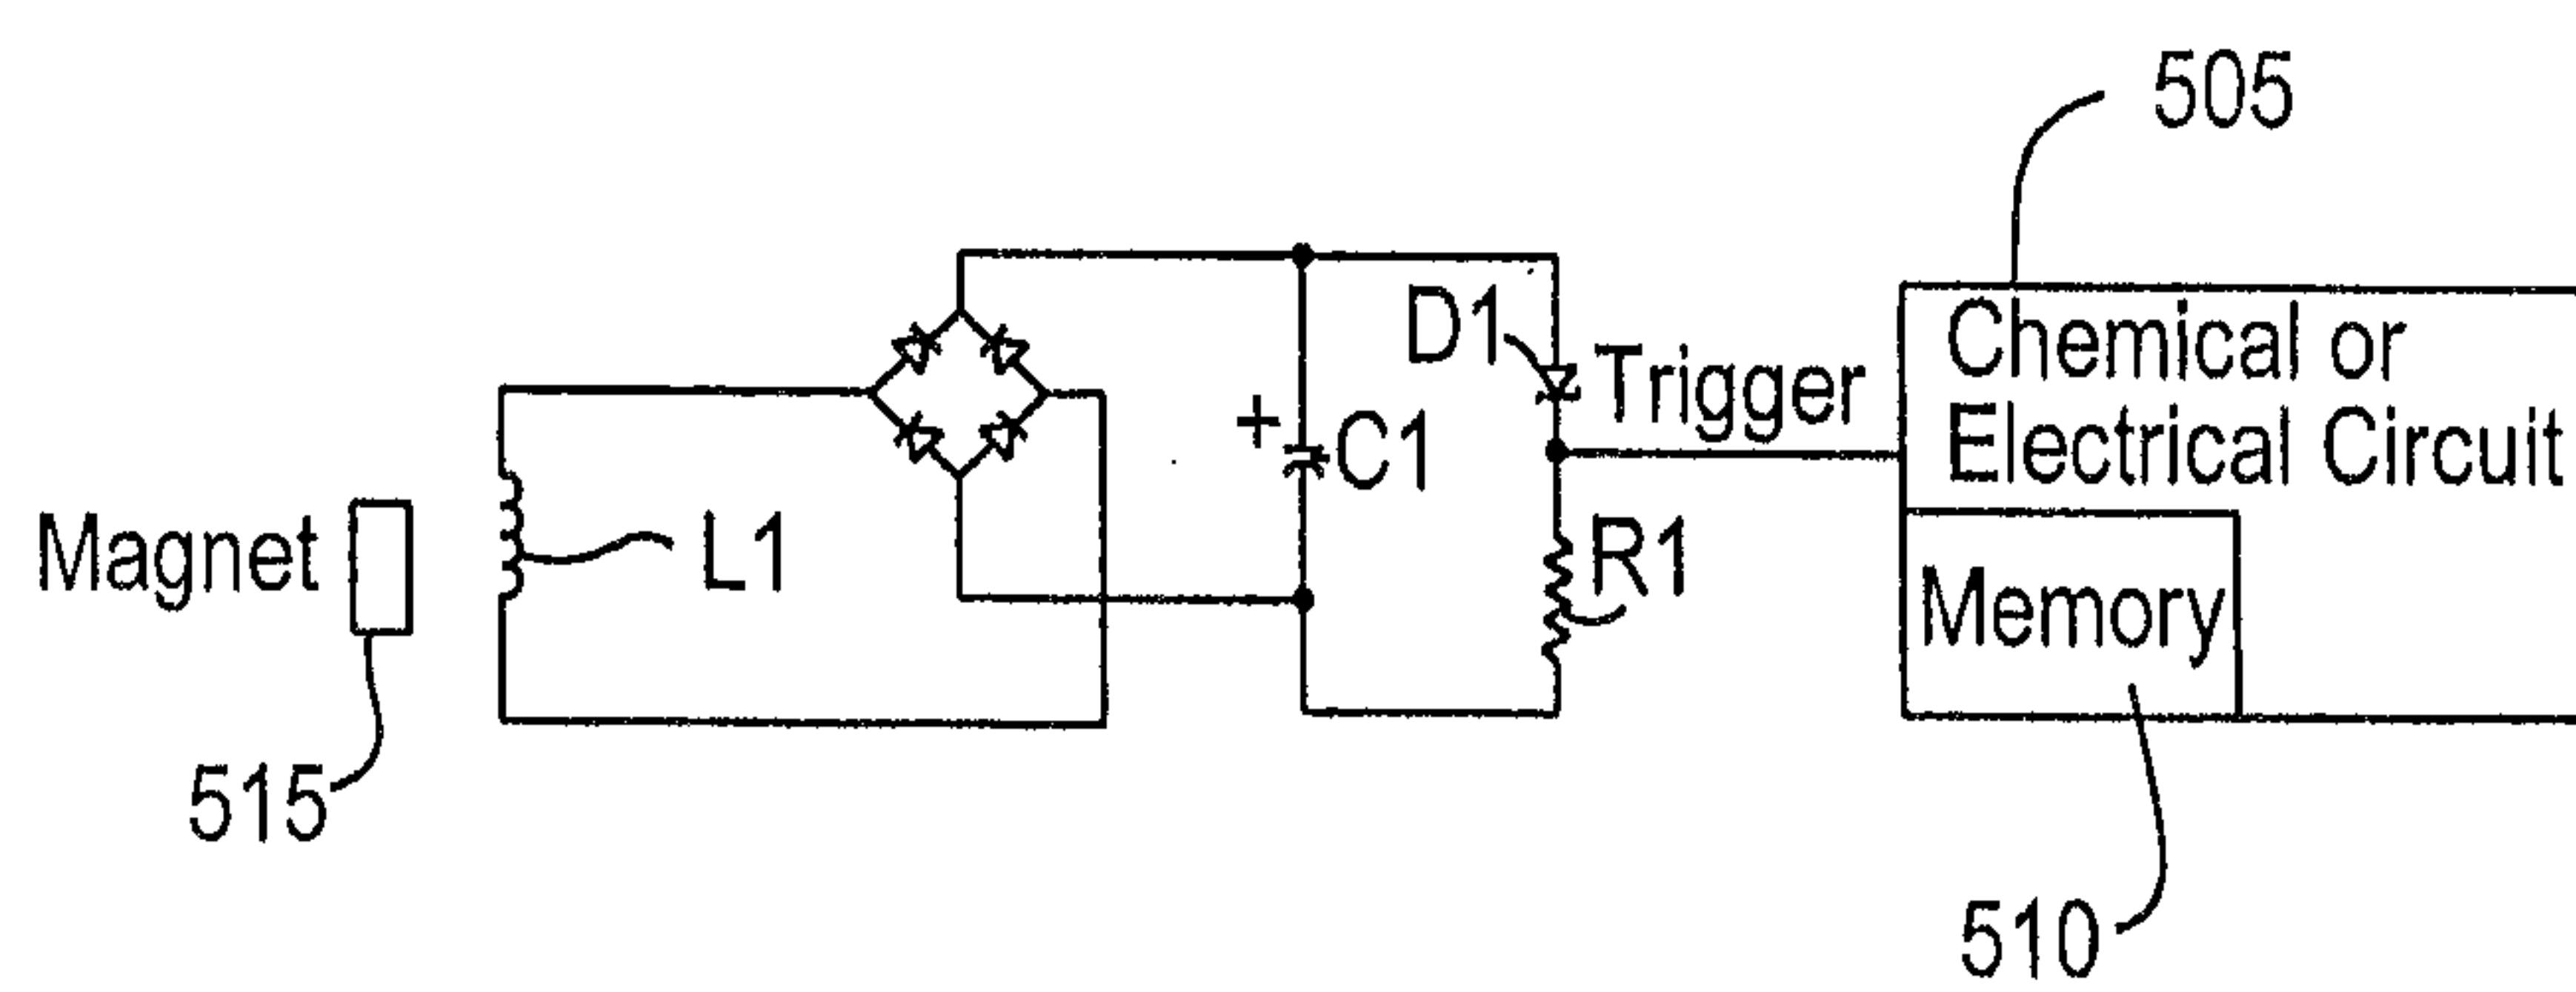 505
D1
Trigger
Chemical or
Electrical Circuit
+
C1
Magnet
L1
R1
Memory
515
510